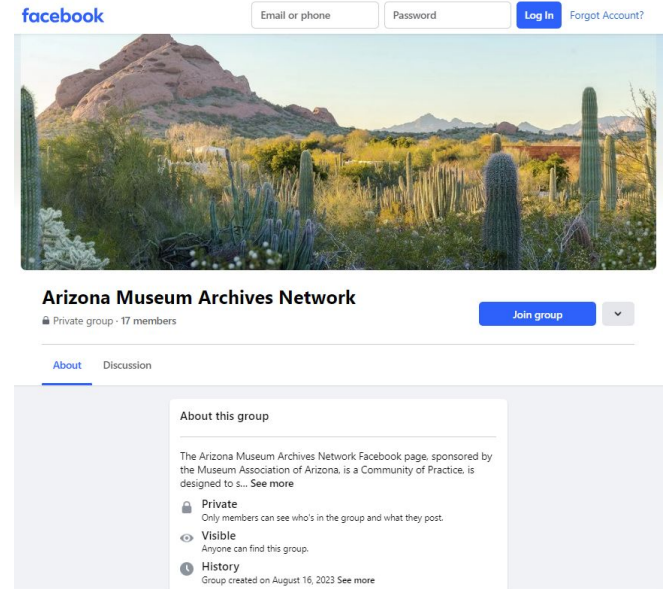 facebook
Email or phone
Password
Log In
Forgot Account?
Arizona Museum Archives Network
Private group · 17 members
Join group
About
Discussion
About this group
The Arizona Museum Archives Network Facebook page, sponsored by
the Museum Association of Arizona, is a Community of Practice, is
designed to s... See more
Private
Only members can see who's in the group and what they post.
Visible
Anyone can find this group.
History
Group created on August 16, 2023 See more